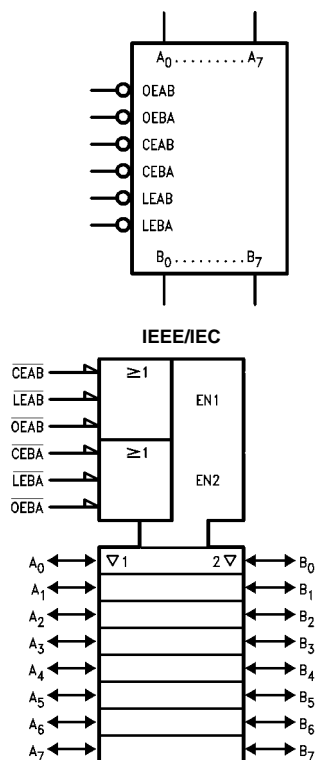 A0.........A7
OEAB
OEBA
CEAB
CEBA
LEAB
LEBA
B0.........B7
IEEE/IEC
CEAB
LEAB
OEAB
CEBA
LEBA
OEBA
≥1
EN1
≥1
EN2
A0 ▽1 2▽ B0
A1 B1
A2 B2
A3 B3
A4 B4
A5 B5
A6 B6
A7 B7